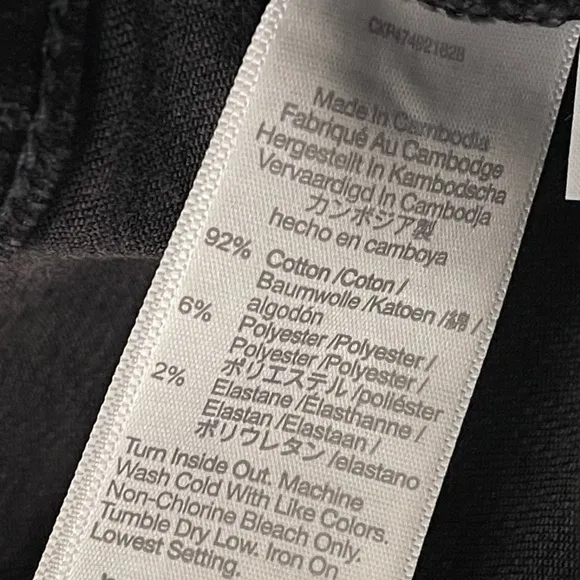 CKP474921628
Made In Cambodia
Fabriqué Au Cambodge
Hergestellt In Kambodscha
Vervaardigd In Cambodja
カンボジア製
hecho en camboya
92% Cotton /Coton /
Baumwolle /Katoen /綿 /
algodón
6% Polyester /Polyester /
Polyester /Polyester /
ポリエステル /poliéster
2% Elastane /Élasthanne /
Elastan /Elastaan /
ポリウレタン /elastano
Turn Inside Out. Machine
Wash Cold With Like Colors.
Non-Chlorine Bleach Only.
Tumble Dry Low. Iron On
Lowest Setting.